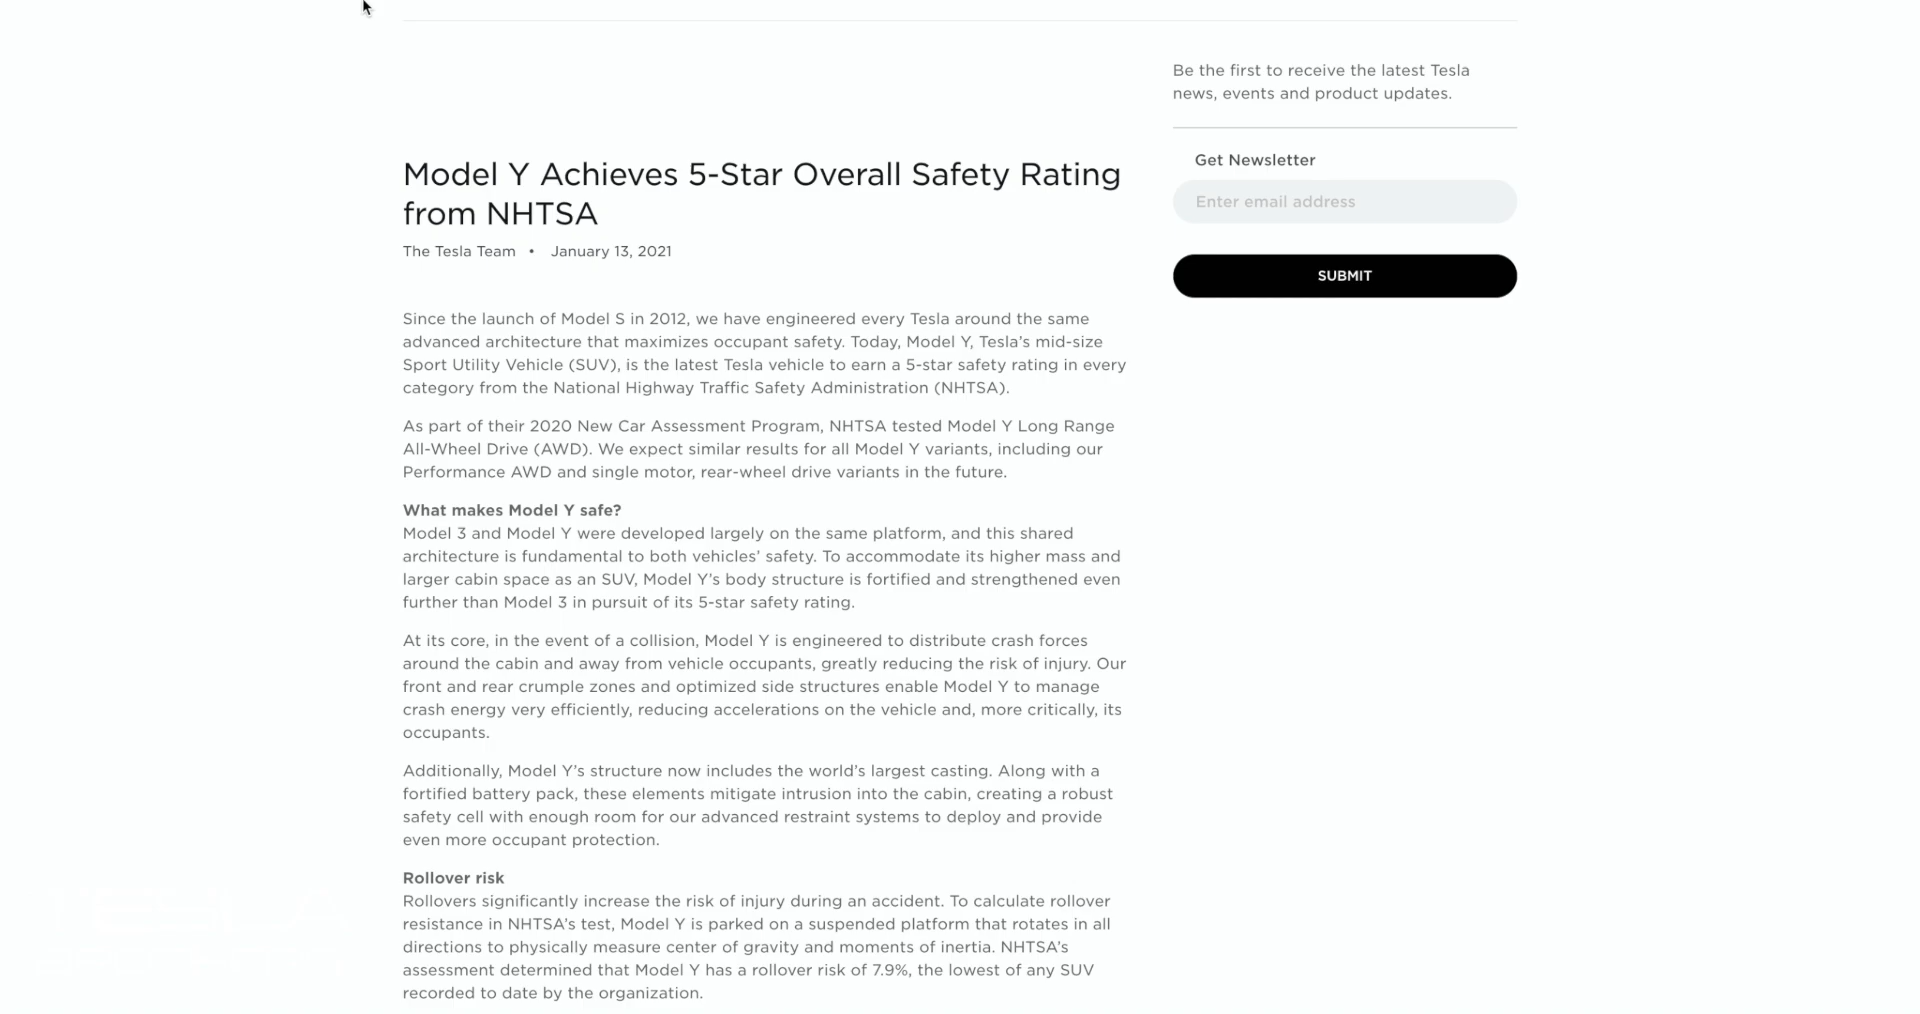 Be the first to receive the latest Tesla
news, events and product updates.
Get Newsletter
Enter email address
SUBMIT
Model Y Achieves 5-Star Overall Safety Rating
from NHTSA
The Tesla Team • January 13, 2021
Since the launch of Model S in 2012, we have engineered every Tesla around the same
advanced architecture that maximizes occupant safety. Today, Model Y, Tesla’s mid-size
Sport Utility Vehicle (SUV), is the latest Tesla vehicle to earn a 5-star safety rating in every
category from the National Highway Traffic Safety Administration (NHTSA).
As part of their 2020 New Car Assessment Program, NHTSA tested Model Y Long Range
All-Wheel Drive (AWD). We expect similar results for all Model Y variants, including our
Performance AWD and single motor, rear-wheel drive variants in the future.
What makes Model Y safe?
Model 3 and Model Y were developed largely on the same platform, and this shared
architecture is fundamental to both vehicles’ safety. To accommodate its higher mass and
larger cabin space as an SUV, Model Y’s body structure is fortified and strengthened even
further than Model 3 in pursuit of its 5-star safety rating.
At its core, in the event of a collision, Model Y is engineered to distribute crash forces
around the cabin and away from vehicle occupants, greatly reducing the risk of injury. Our
front and rear crumple zones and optimized side structures enable Model Y to manage
crash energy very efficiently, reducing accelerations on the vehicle and, more critically, its
occupants.
Additionally, Model Y’s structure now includes the world’s largest casting. Along with a
fortified battery pack, these elements mitigate intrusion into the cabin, creating a robust
safety cell with enough room for our advanced restraint systems to deploy and provide
even more occupant protection.
Rollover risk
Rollovers significantly increase the risk of injury during an accident. To calculate rollover
resistance in NHTSA’s test, Model Y is parked on a suspended platform that rotates in all
directions to physically measure center of gravity and moments of inertia. NHTSA’s
assessment determined that Model Y has a rollover risk of 7.9%, the lowest of any SUV
recorded to date by the organization.